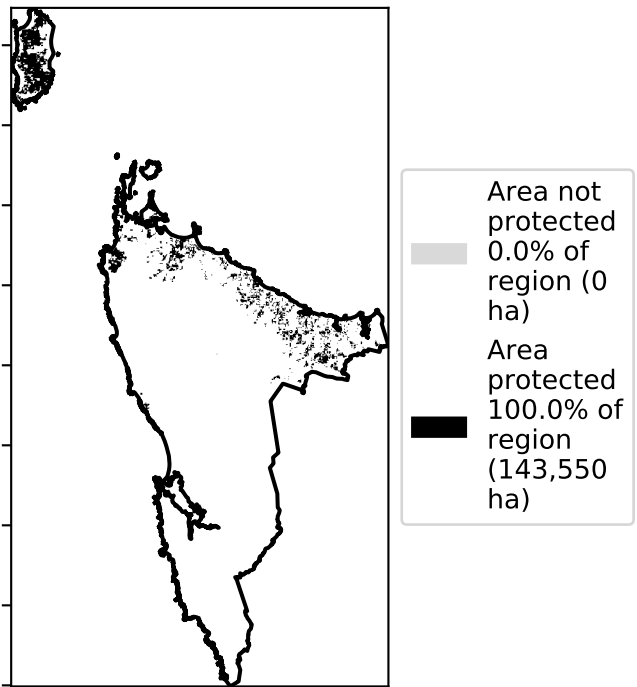 Area not
protected
0.0% of
region (0
ha)
Area
protected
100.0% of
region
(143,550
ha)